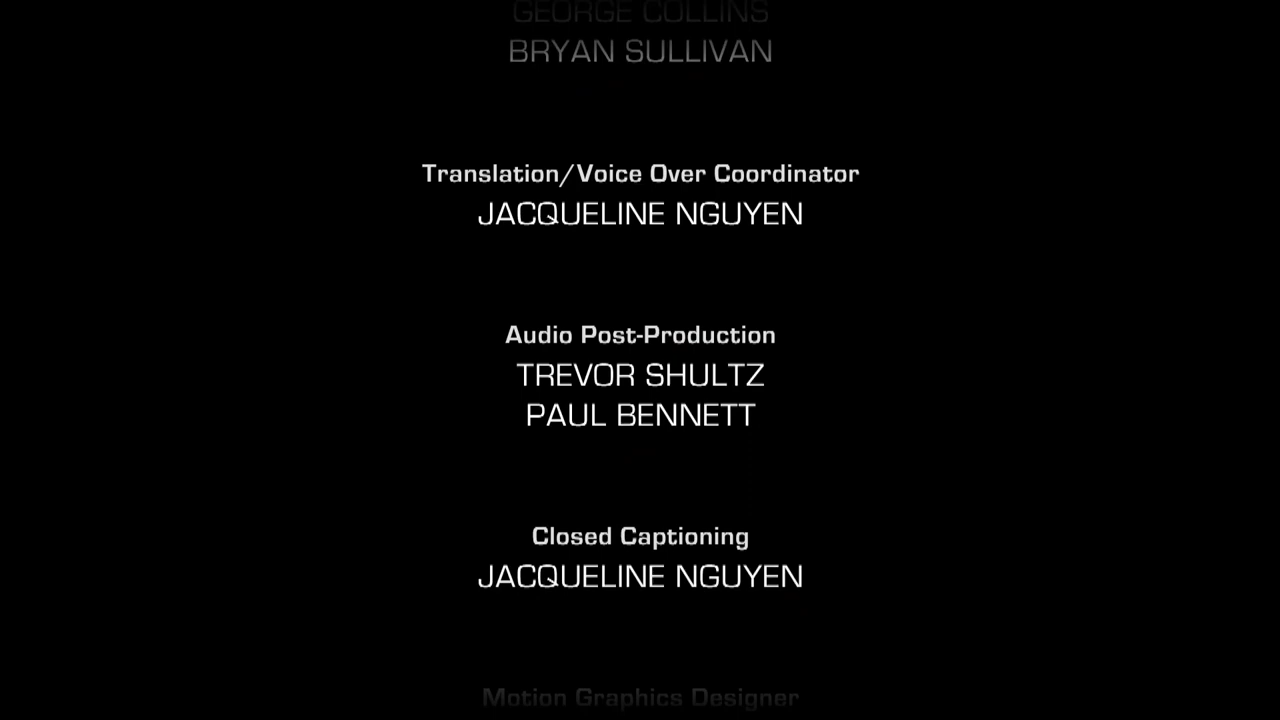 GEORGE COLLINS
BRYAN SULLIVAN
Translation/Voice Over Coordinator
JACQUELINE NGUYEN
Audio Post-Production
TREVOR SHULTZ
PAUL BENNETT
Closed Captioning
JACQUELINE NGUYEN
Motion Graphics Designer